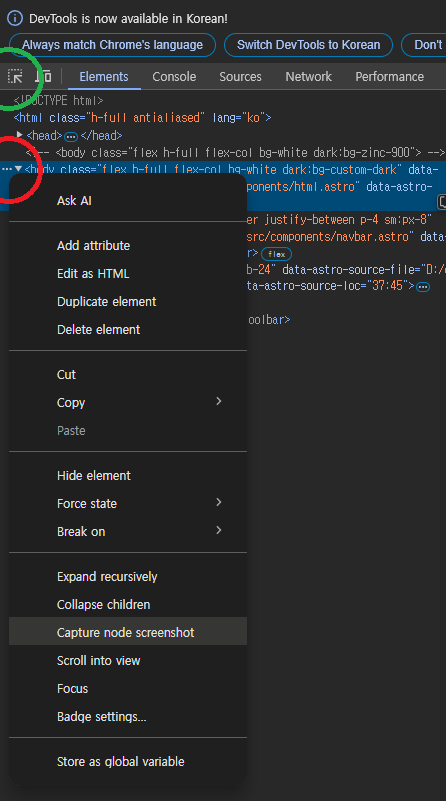 DevTools is now available in Korean!
Always match Chrome's language Switch DevTools to Korean Don't
Elements Console Sources Network Performance
<!DOCTYPE html>
<html class="h-full antialiased" lang="ko">
<head> </head>
<!-- <body class="flex h-full flex-col bg-white dark:bg-zinc-900"> -->
<body class="flex h-full flex-col bg-white dark:bg-custom-dark" data-
ponents/html.astro" data-astro-
er justify-between p-4 sm:px-8"
src/components/navbar.astro" data-
r> flex
b-24" data-astro-source-file="D:/
ta-astro-source-loc="37:45">
oolbar>
Ask AI
Add attribute
Edit as HTML
Duplicate element
Delete element
Cut
Copy
Paste
Hide element
Force state
Break on
Expand recursively
Collapse children
Capture node screenshot
Scroll into view
Focus
Badge settings...
Store as global variable